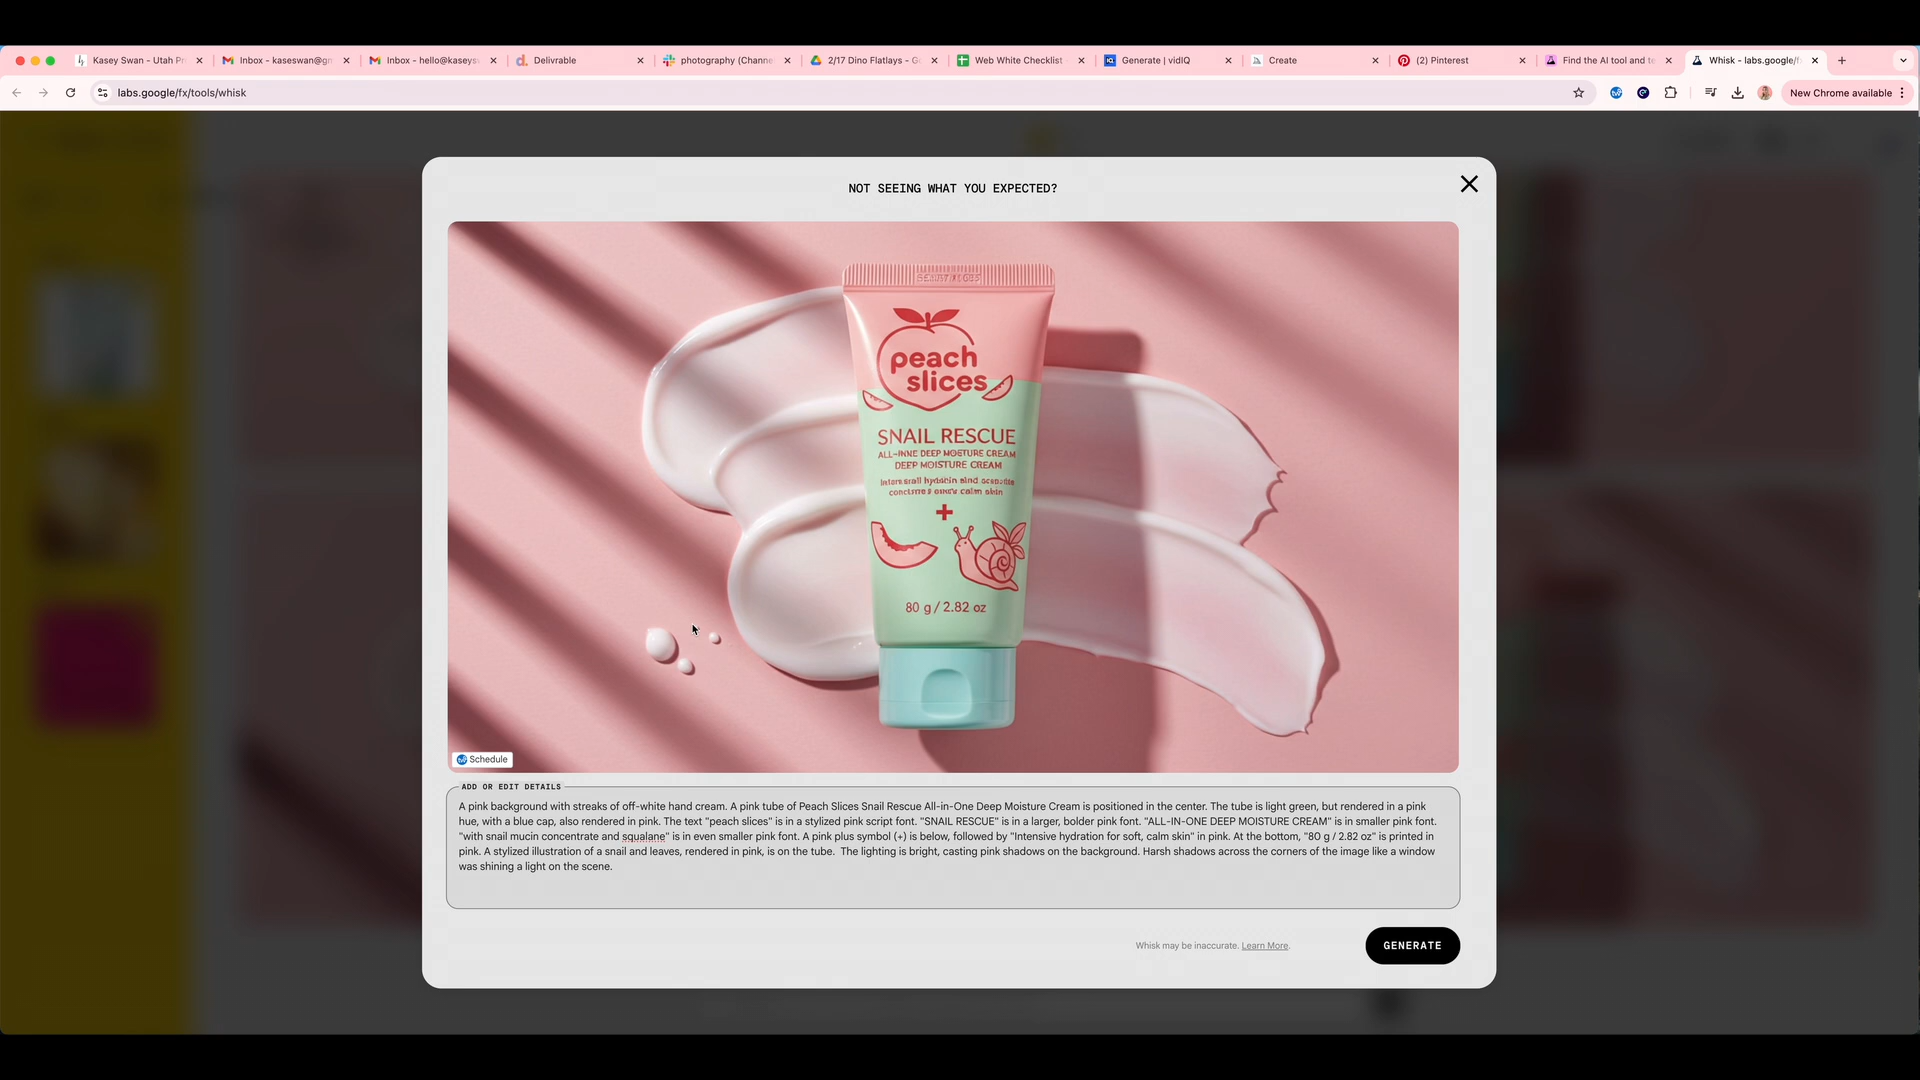 Kasey Swan - Utah Pr
Inbox - kaseswan@gm
Inbox - hello@kaseys
Delivrable
photography (Channe
2/17 Dino Flatlays - Go
Web White Checklist -
Generate | vidIQ
Create
(2) Pinterest
Find the AI tool and te
Whisk - labs.google/f
labs.google/fx/tools/whisk
New Chrome available
NOT SEEING WHAT YOU EXPECTED?
peach
slices
SNAIL RESCUE
ALL-INNE DEEP MOSTURE CREAM
DEEP MOISTURE CREAM
calm skin
+
80 g / 2.82 oz
Schedule
ADD OR EDIT DETAILS
A pink background with streaks of off-white hand cream. A pink tube of Peach Slices Snail Rescue All-in-One Deep Moisture Cream is positioned in the center. The tube is light green, but rendered in a pink
hue, with a blue cap, also rendered in pink. The text "peach slices" is in a stylized pink script font. "SNAIL RESCUE" is in a larger, bolder pink font. "ALL-IN-ONE DEEP MOISTURE CREAM" is in smaller pink font.
"with snail mucin concentrate and squalane" is in even smaller pink font. A pink plus symbol (+) is below, followed by "Intensive hydration for soft, calm skin" in pink. At the bottom, "80 g / 2.82 oz" is printed in
pink. A stylized illustration of a snail and leaves, rendered in pink, is on the tube.  The lighting is bright, casting pink shadows on the background. Harsh shadows across the corners of the image like a window
was shining a light on the scene.
Whisk may be inaccurate. Learn More.
GENERATE